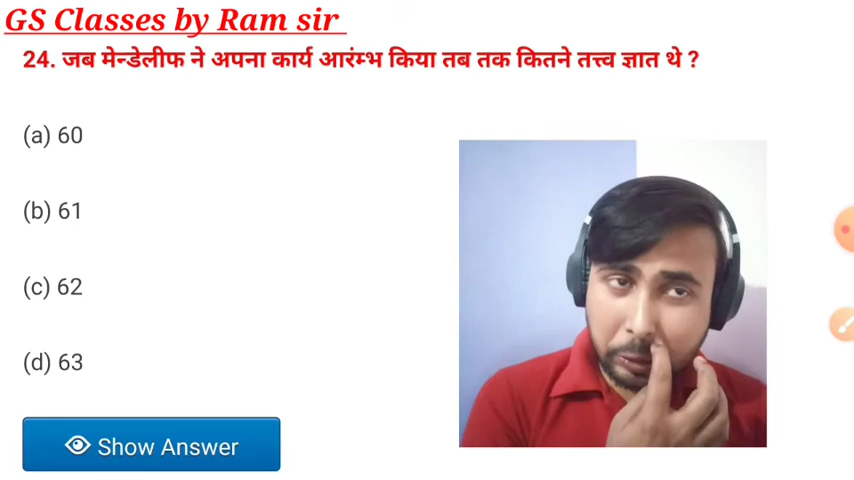 GS Classes by Ram sir
24. जब मेन्डेलीफ ने अपना कार्य आरंम्भ किया तब तक कितने तत्त्व ज्ञात थे ?
(a) 60
(b) 61
(c) 62
(d) 63
Show Answer